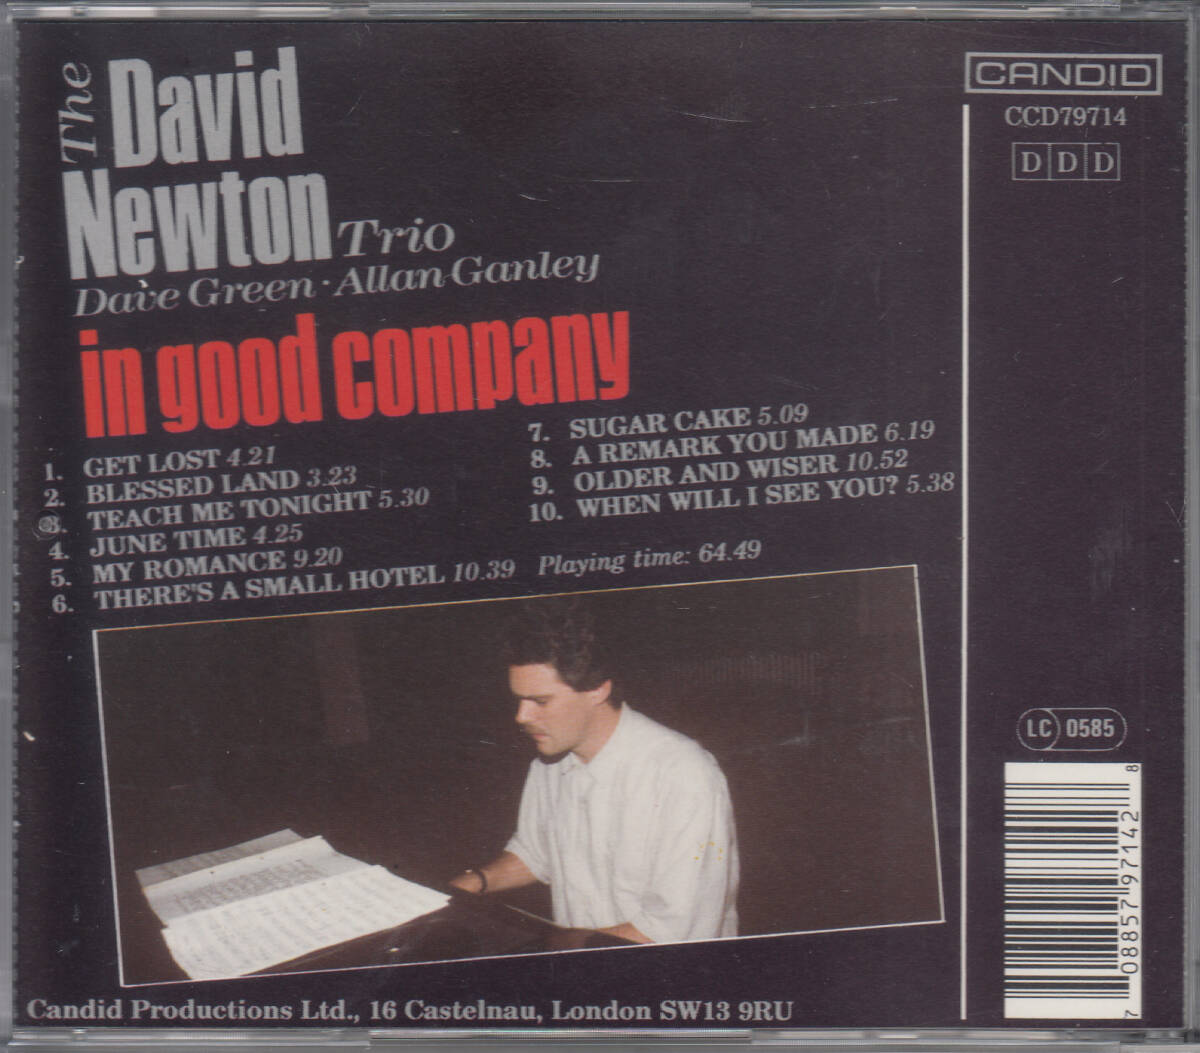 The
David
Newton Trio
Dave Green · Allan Ganley
in good company
1. GET LOST 4.21
2. BLESSED LAND 3.23
3. TEACH ME TONIGHT 5.30
4. JUNE TIME 4.25
5. MY ROMANCE 9.20
6. THERE'S A SMALL HOTEL 10.39
7. SUGAR CAKE 5.09
8. A REMARK YOU MADE 6.19
9. OLDER AND WISER 10.52
10. WHEN WILL I SEE YOU? 5.38
Playing time: 64.49
CANDID
CCD79714
D D D
LC 0585
7 08857 97142 8
Candid Productions Ltd., 16 Castelnau, London SW13 9RU